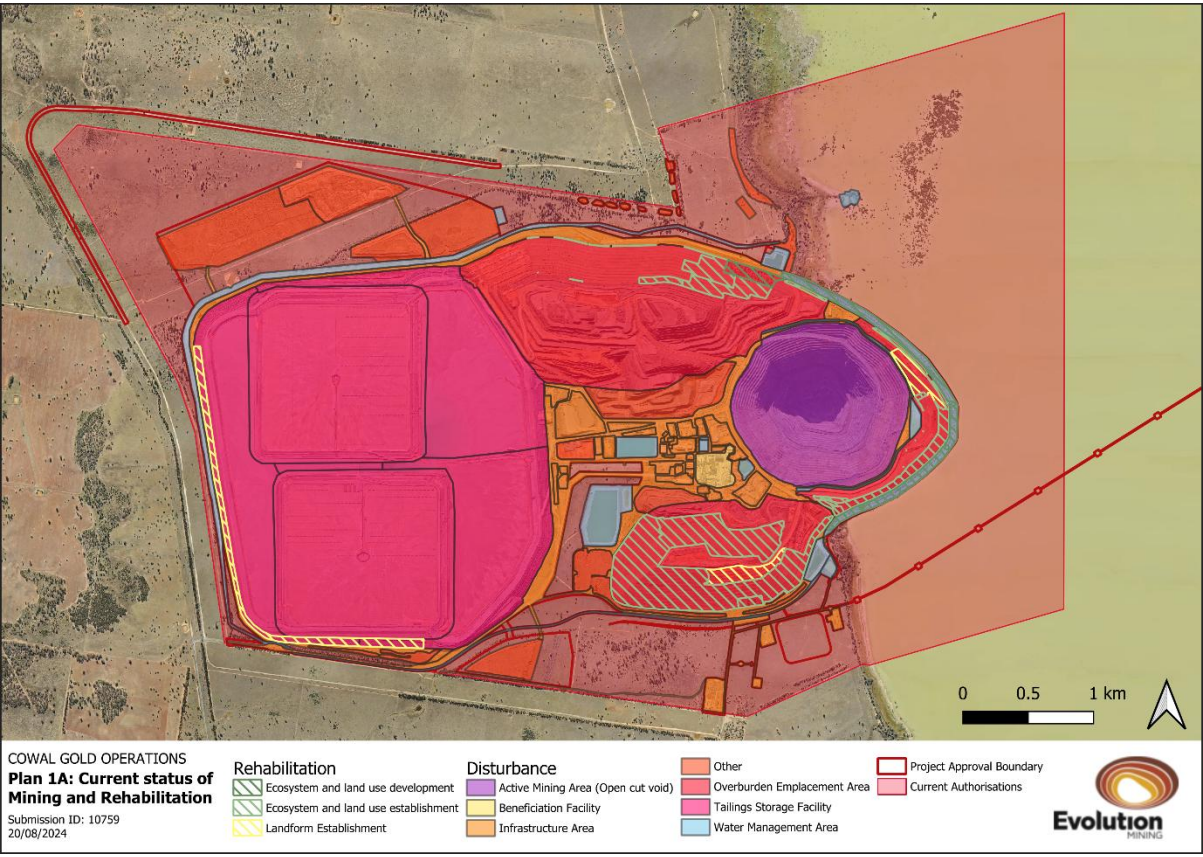 0 0.5 1 km
COWAL GOLD OPERATIONS
Plan 1A: Current status of
Mining and Rehabilitation
Submission ID: 10759
20/08/2024
Rehabilitation
Ecosystem and land use development
Ecosystem and land use establishment
Landform Establishment
Disturbance
Active Mining Area (Open cut void)
Beneficiation Facility
Infrastructure Area
Other
Overburden Emplacement Area
Tailings Storage Facility
Water Management Area
Project Approval Boundary
Current Authorisations
Evolution
MINING